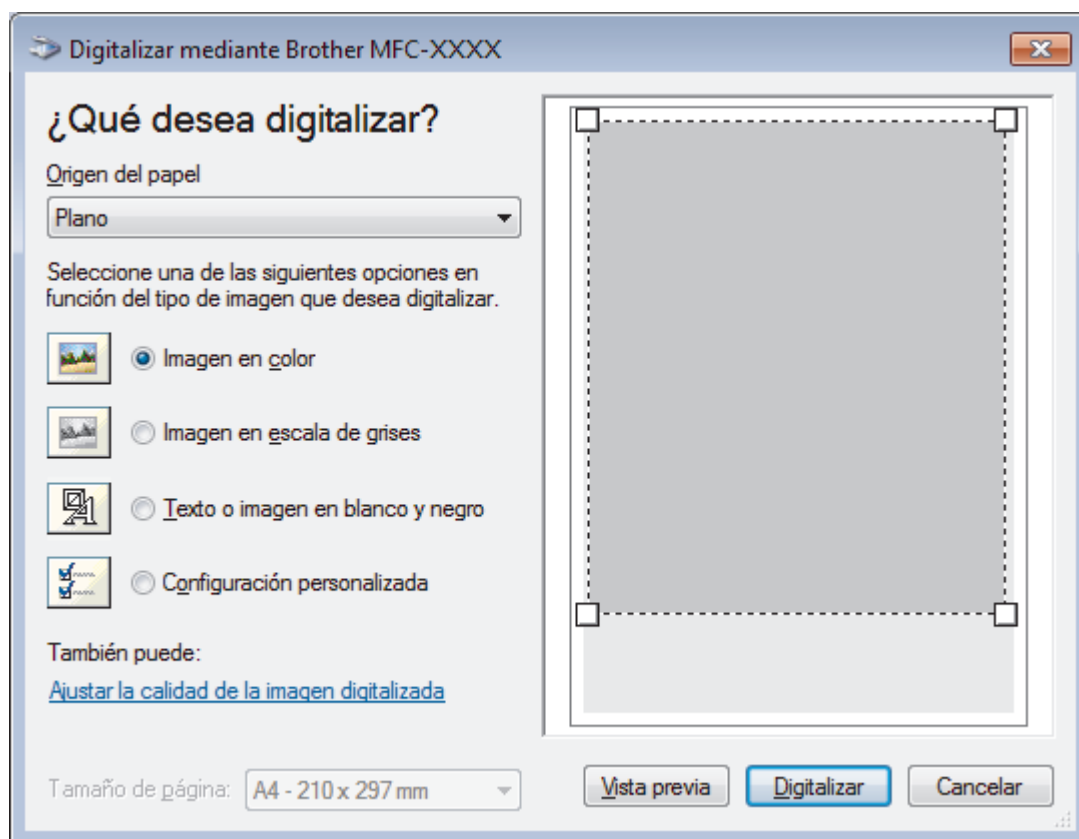 Digitalizar mediante Brother MFC-XXXX
¿Qué desea digitalizar?
Origen del papel
Plano
Seleccione una de las siguientes opciones en
función del tipo de imagen que desea digitalizar.
Imagen en color
Imagen en escala de grises
Texto o imagen en blanco y negro
Configuración personalizada
También puede:
Ajustar la calidad de la imagen digitalizada
Tamaño de página: A4 - 210 x 297 mm
Vista previa Digitalizar Cancelar